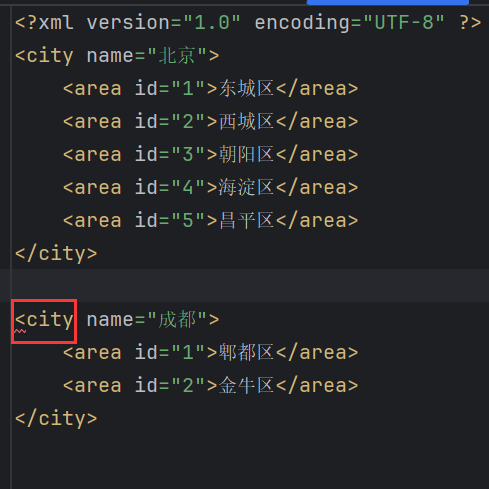 <?xml version="1.0" encoding="UTF-8" ?>
<city name="北京">
    <area id="1">东城区</area>
    <area id="2">西城区</area>
    <area id="3">朝阳区</area>
    <area id="4">海淀区</area>
    <area id="5">昌平区</area>
</city>
<city name="成都">
    <area id="1">郫都区</area>
    <area id="2">金牛区</area>
</city>